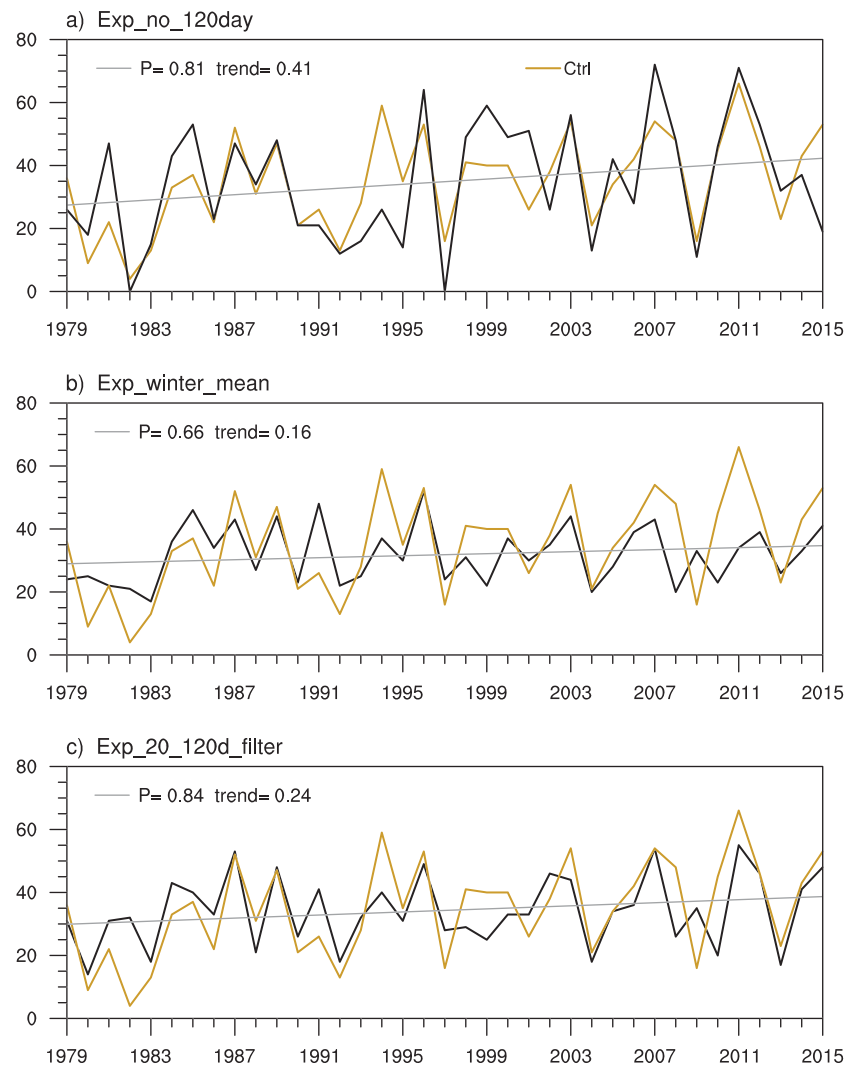 a) Exp_no_120day
80
P= 0.81 trend= 0.41
Ctrl
60
40
20
0
1979 1983 1987 1991 1995 1999 2003 2007 2011 2015
b) Exp_winter_mean
80
P= 0.66 trend= 0.16
60
40
20
0
1979 1983 1987 1991 1995 1999 2003 2007 2011 2015
c) Exp_20_120d_filter
80
P= 0.84 trend= 0.24
60
40
20
0
1979 1983 1987 1991 1995 1999 2003 2007 2011 2015